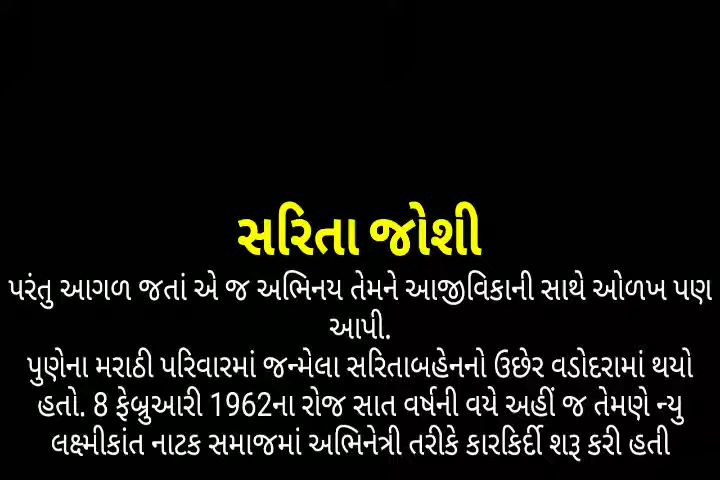 સરિતા જોશી
પરંતુ આગળ જતાં એ જ અભિનય તેમને આજીવિકાની સાથે ઓળખ પણ
આપી.
પુણેના મરાઠી પરિવારમાં જન્મેલા સરિતાબહેનનો ઉછેર વડોદરામાં થયો
હતો. 8 ફેબ્રુઆરી 1962ના રોજ સાત વર્ષની વયે અહીં જ તેમણે ન્યુ
લક્ષ્મીકાંત નાટક સમાજમાં અભિનેત્રી તરીકે કારકિર્દી શરૂ કરી હતી